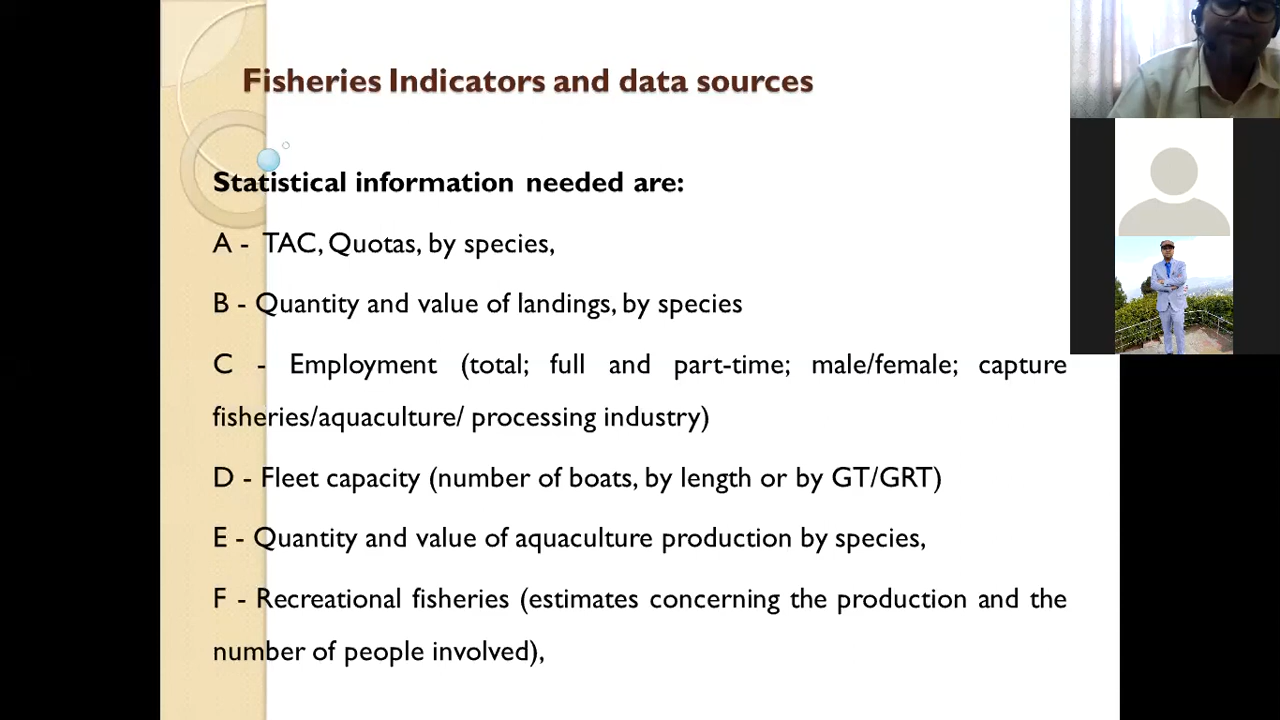 Fisheries Indicators and data sources
Statistical information needed are:
A - TAC, Quotas, by species,
B - Quantity and value of landings, by species
C - Employment (total; full and part-time; male/female; capture
fisheries/aquaculture/ processing industry)
D - Fleet capacity (number of boats, by length or by GT/GRT)
E - Quantity and value of aquaculture production by species,
F - Recreational fisheries (estimates concerning the production and the
number of people involved),